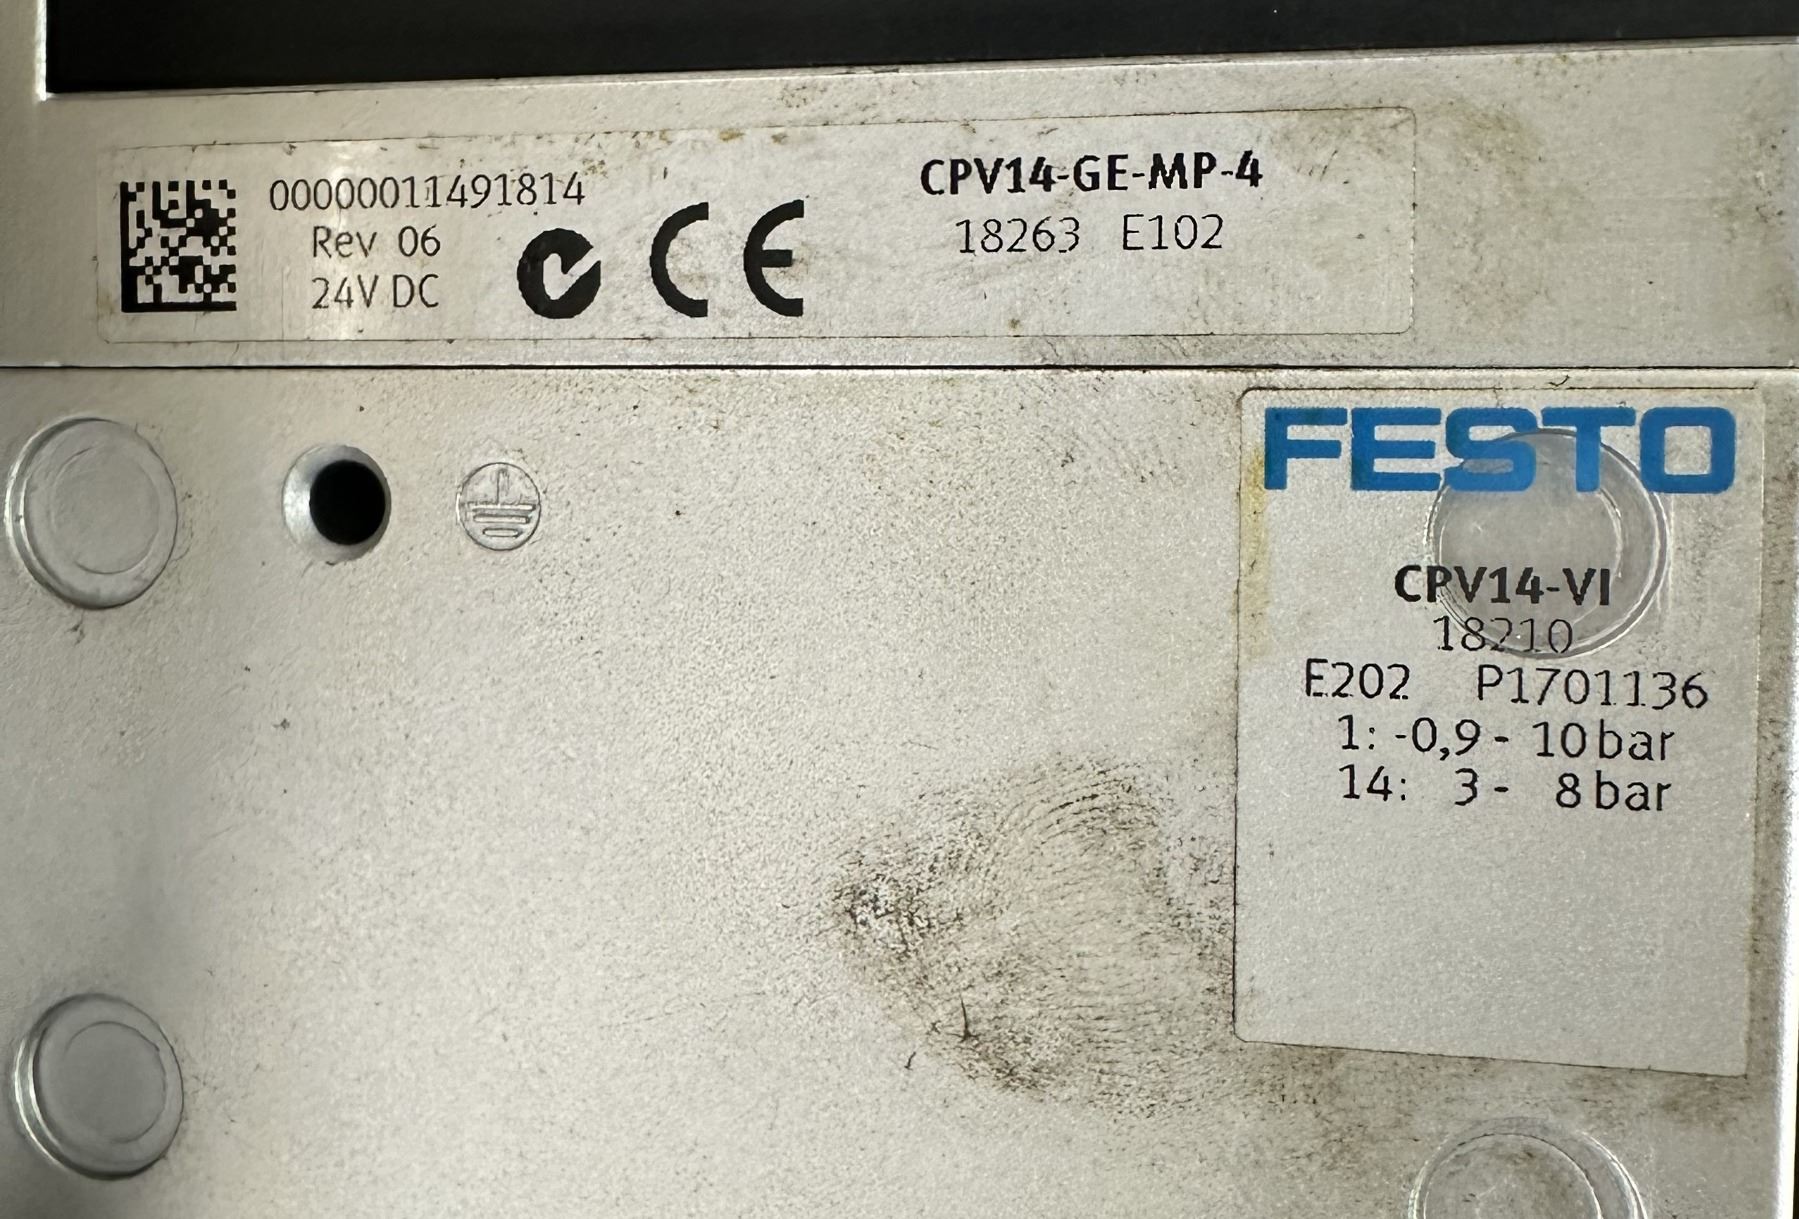 00000011491814
Rev 06
24V DC
CE
CPV14-GE-MP-4
18263 E102
FESTO
CPV14-VI
18210
E202 P1701136
1: -0,9 - 10 bar
14: 3 - 8 bar